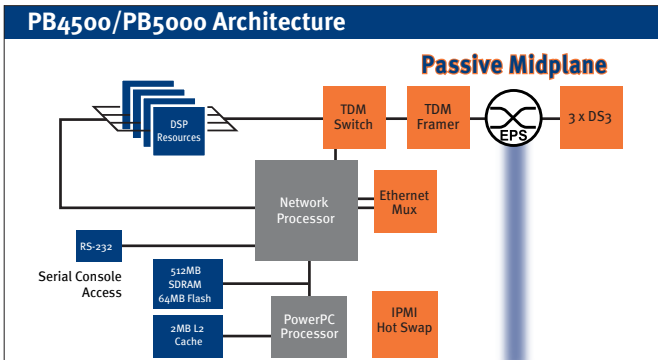 PB4500/PB5000 Architecture
Passive Midplane
DSP
Resources
TDM
Switch
TDM
Framer
EPS
3 x DS3
Network
Processor
Ethernet
Mux
RS-232
Serial Console
Access
512MB
SDRAM
64MB Flash
PowerPC
Processor
IPMI
Hot Swap
2MB L2
Cache